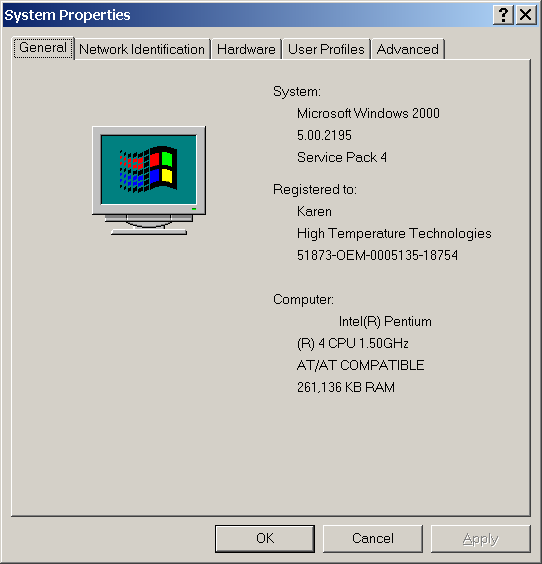 System Properties
General Network Identification Hardware User Profiles Advanced
System:
Microsoft Windows 2000
5.00.2195
Service Pack 4
Registered to:
Karen
High Temperature Technologies
51873-OEM-0005135-18754
Computer:
Intel(R) Pentium
(R) 4 CPU 1.50GHz
AT/AT COMPATIBLE
261,136 KB RAM
OK Cancel Apply